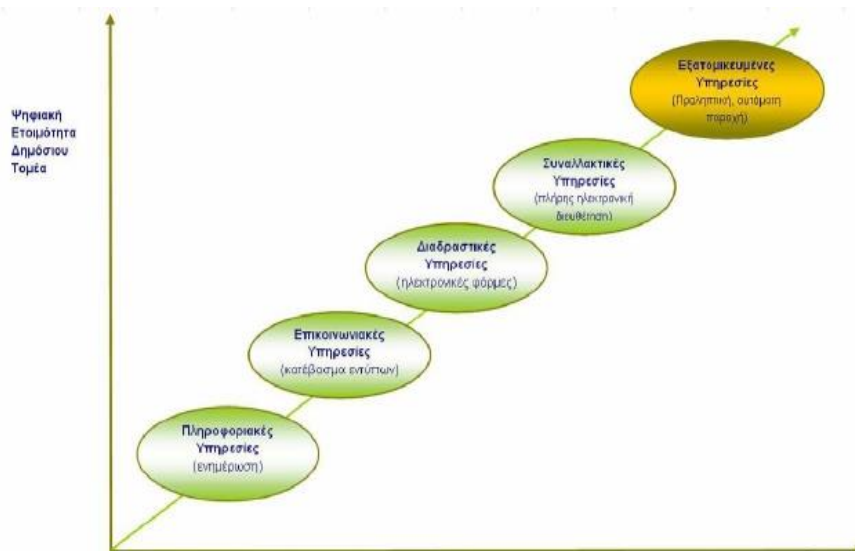 Ψηφιακή
Ετοιμότητα
Δημόσιου
Τομέα
Εξατομικευμένες
Υπηρεσίες
(Προληπτική, αυτόματη
παροχή)
Συναλλακτικές
Υπηρεσίες
(πλήρης ηλεκτρονική
διευθέτηση)
Διαδραστικές
Υπηρεσίες
(ηλεκτρονικές φόρμες)
Επικοινωνιακές
Υπηρεσίες
(κατέβασμα εντύπων)
Πληροφοριακές
Υπηρεσίες
(ενημέρωση)